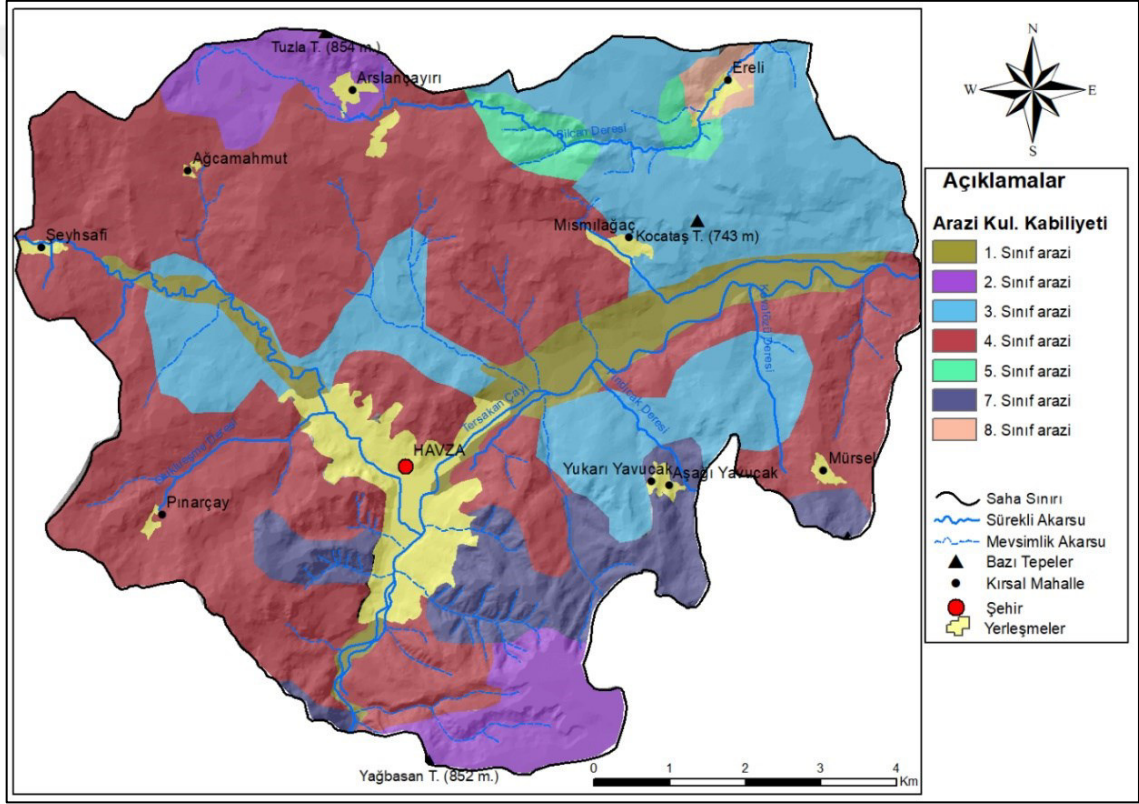 Tuzla T. (854 m.)
Arslançayırı
Ereli
N
W
E
S
Ağcamahmut
Şeyhsafi
Mısmılağaç
Kocataş T. (743 m)
Tersakan Çayı
HAVZA
Pınarçay
Yukarı Yavucak
Aşağı Yavucak
Mürsel
Yağbasan T. (852 m.)
0 1 2 3 4
Km
Açıklamalar
Arazi Kul. Kabiliyeti
1. Sınıf arazi
2. Sınıf arazi
3. Sınıf arazi
4. Sınıf arazi
5. Sınıf arazi
7. Sınıf arazi
8. Sınıf arazi
Saha Sınırı
Sürekli Akarsu
Mevsimlik Akarsu
Bazı Tepeler
Kırsal Mahalle
Şehir
Yerleşmeler